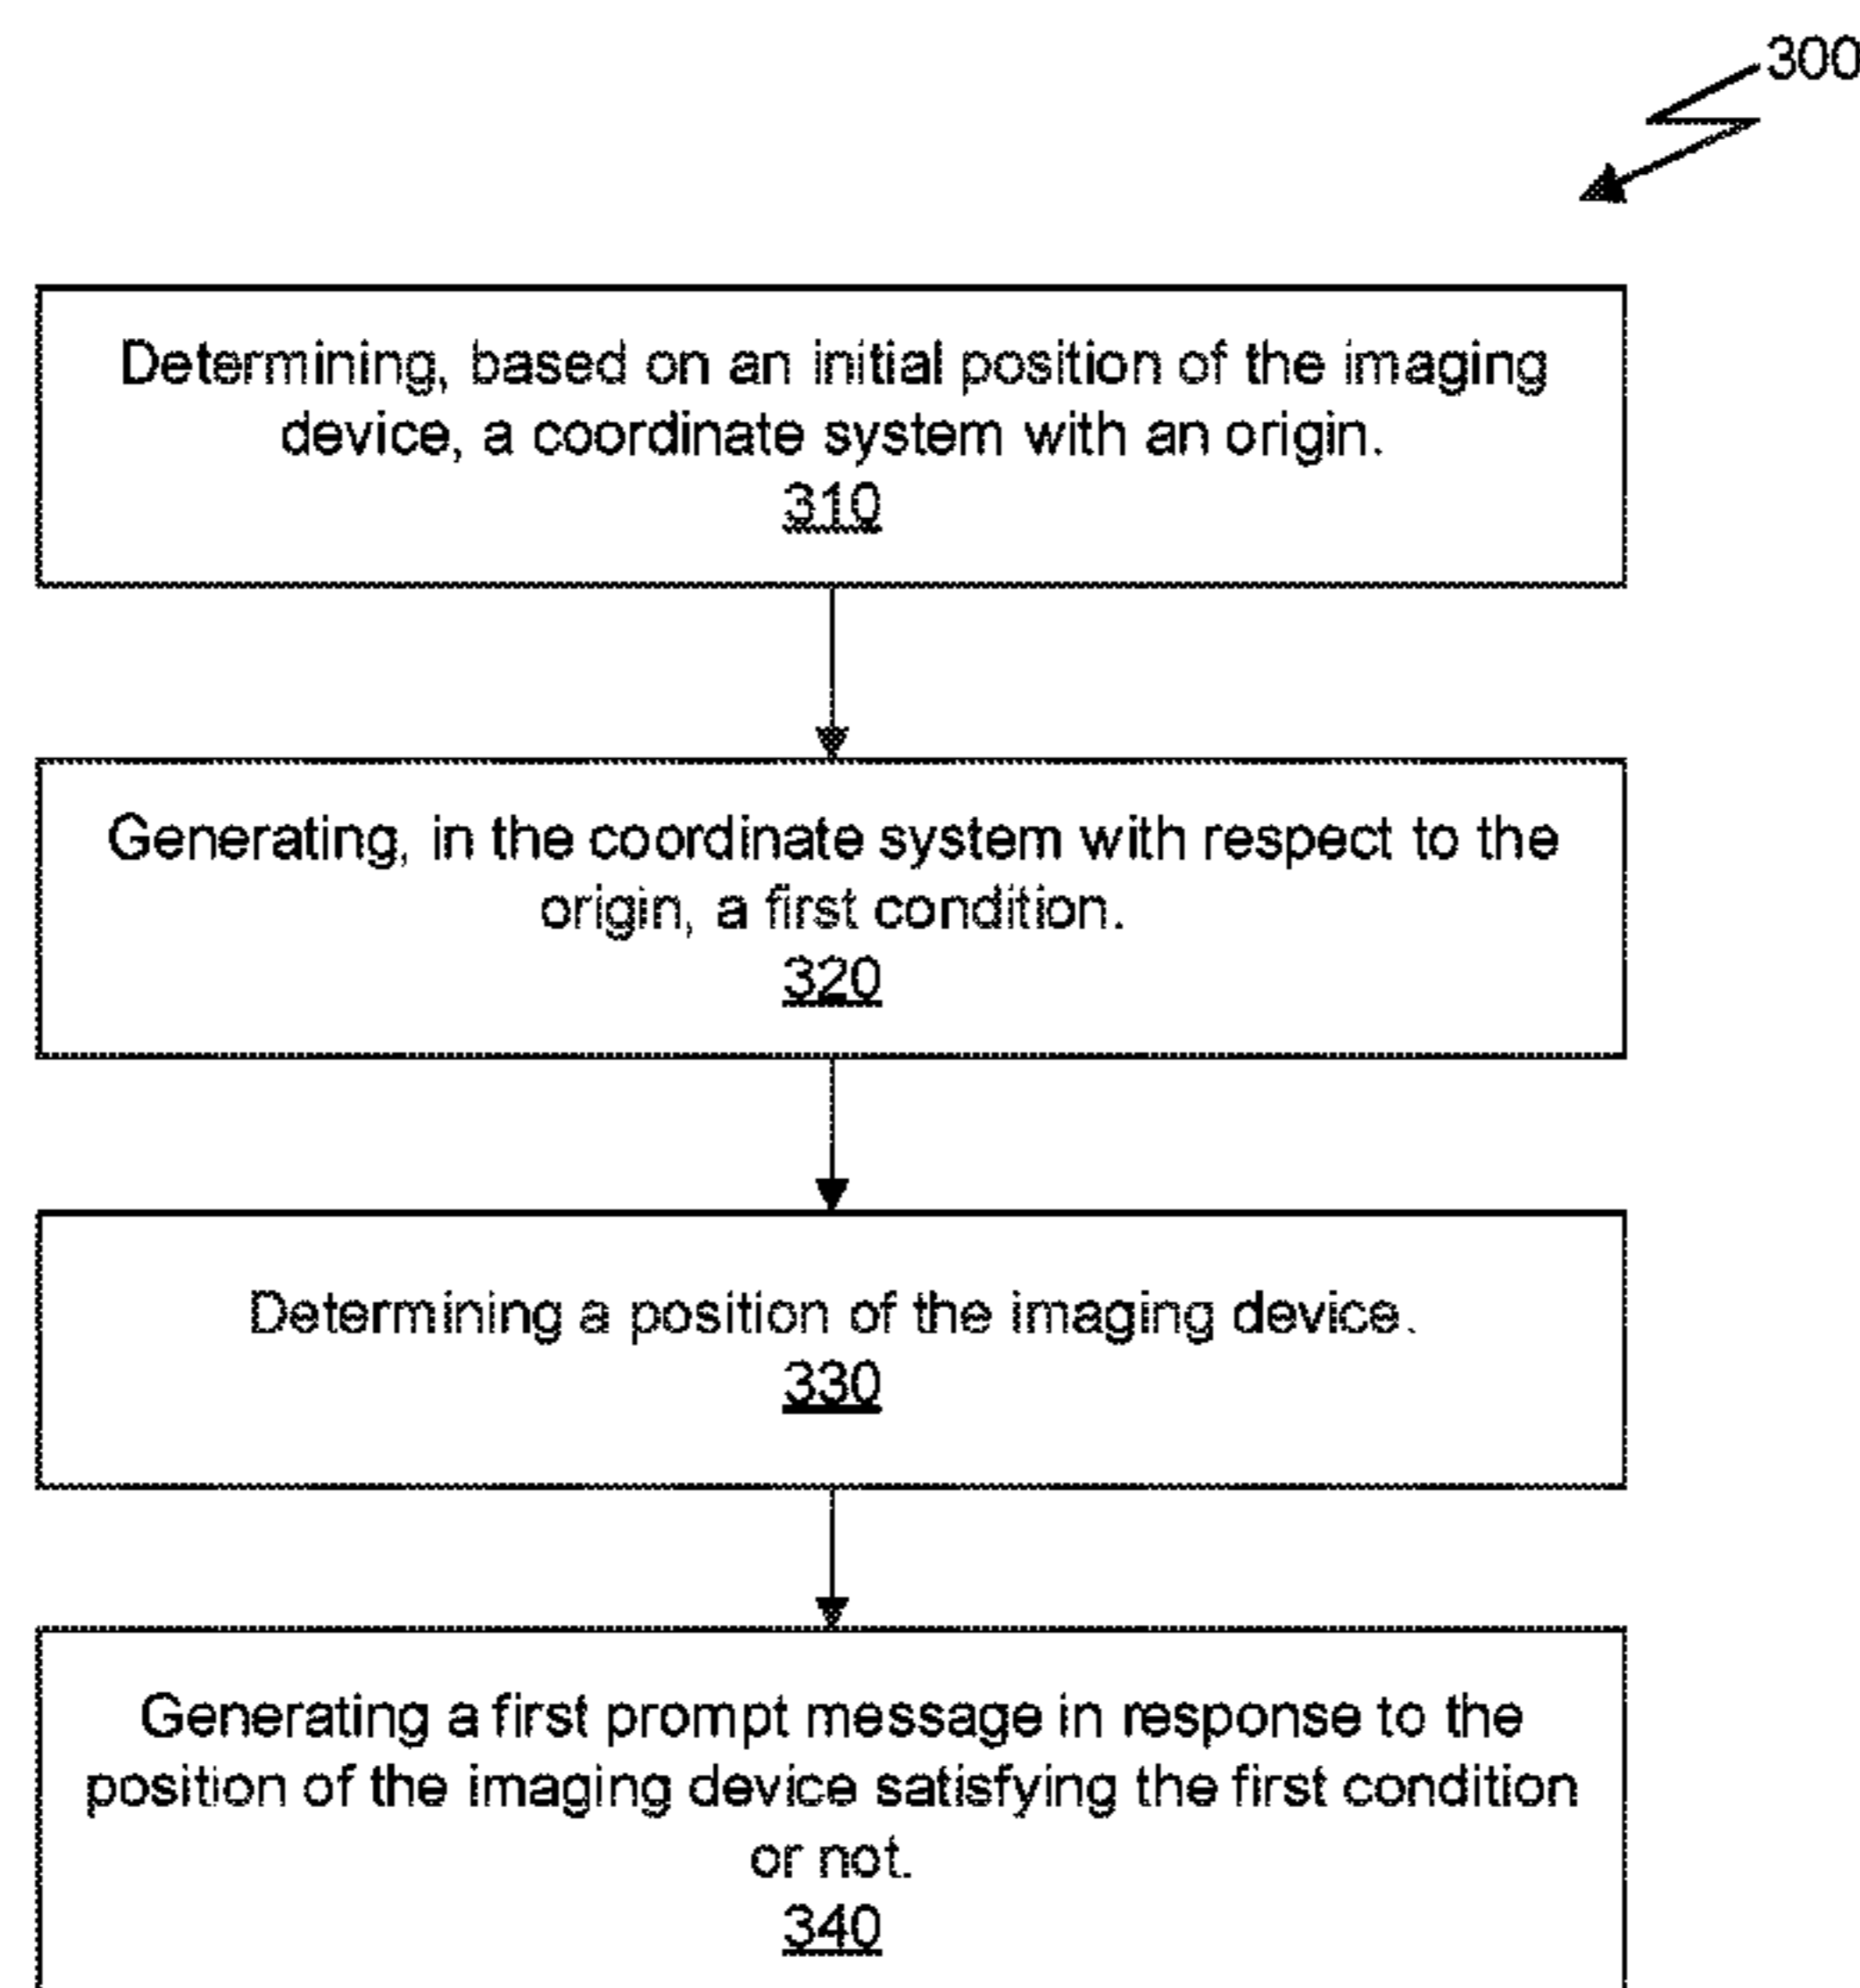 300
Determining, based on an initial position of the imaging
device, a coordinate system with an origin.
310
Generating, in the coordinate system with respect to the
origin, a first condition.
320
Determining a position of the imaging device.
330
Generating a first prompt message in response to the
position of the imaging device satisfying the first condition
or not.
340